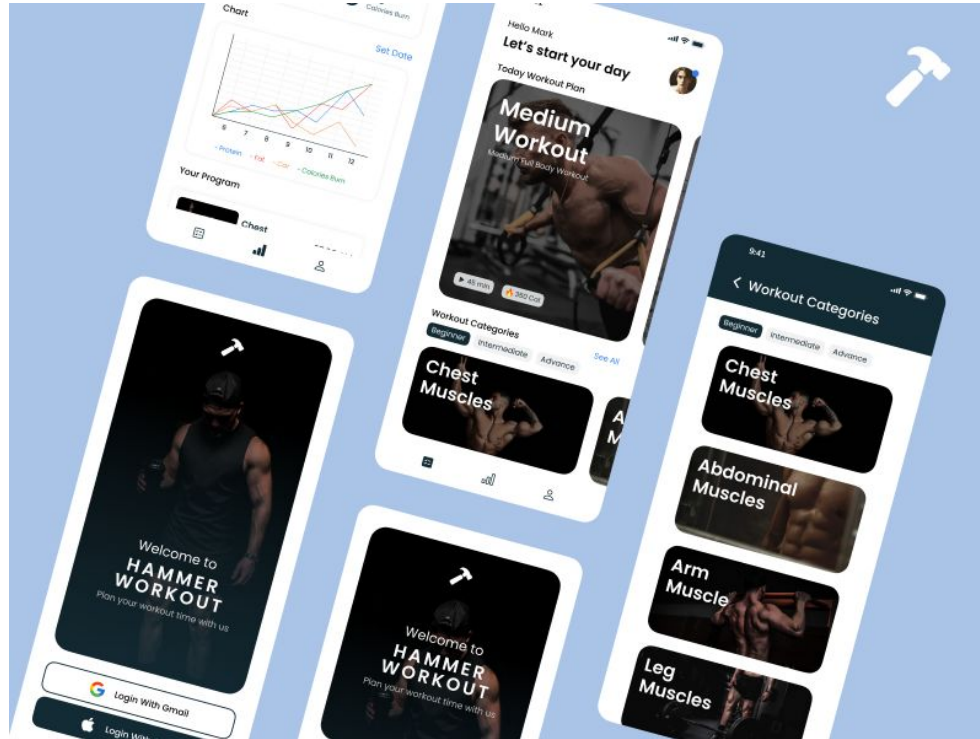 Calories Burn
Chart
Set Date
6 7 8 9 10 11 12
- Protein - Fat - Car - Calories Burn
Your Program
Chest
Hello Mark
Let's start your day
Today Workout Plan
Medium
Workout
Medium Full Body Workout
45 min
360 Cal
Workout Categories
See All
Beginner
Intermediate
Advance
Chest
Muscles
A
M
9:41
Workout Categories
Beginner
Intermediate
Advance
Chest
Muscles
Abdominal
Muscles
Arm
Muscle
Leg
Muscles
Welcome to
HAMMER
WORKOUT
Plan your workout time with us
Login With Gmail
Login With
Welcome to
HAMMER
WORKOUT
Plan your workout time with us